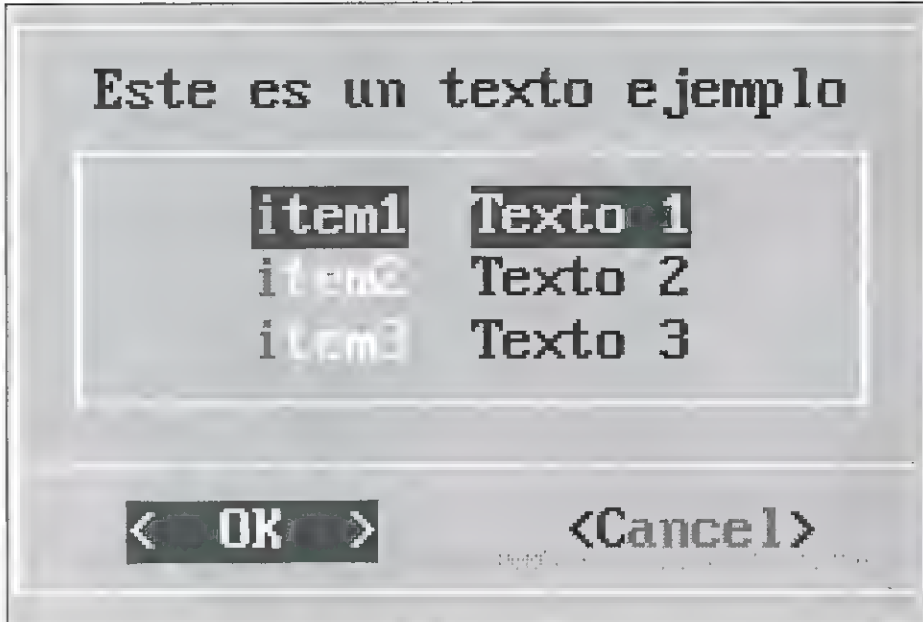 Este es un texto ejemplo
item1 Texto 1
item2 Texto 2
item3 Texto 3
< OK > <Cancel>